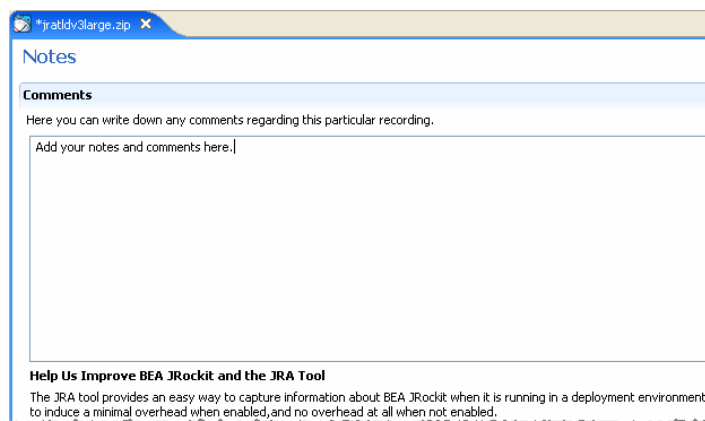 *jratldv3large.zip
Notes
Comments
Here you can write down any comments regarding this particular recording.
Add your notes and comments here.
Help Us Improve BEA JRockit and the JRA Tool
The JRA tool provides an easy way to capture information about BEA JRockit when it is running in a deployment environment
to induce a minimal overhead when enabled,and no overhead at all when not enabled.